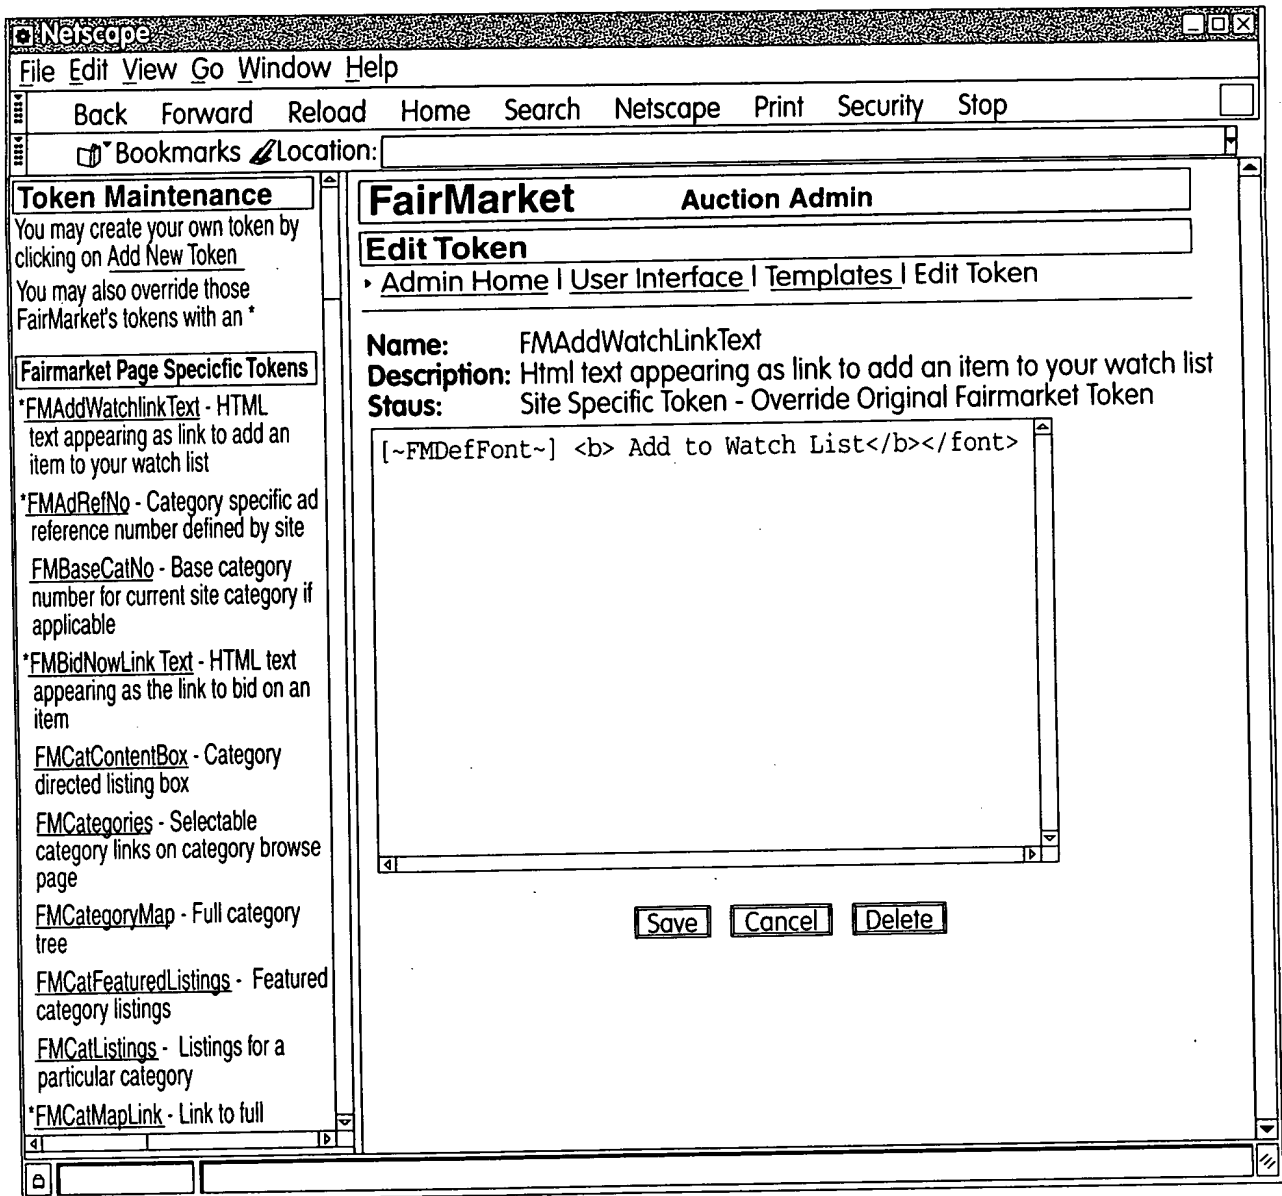 Netscape
File Edit View Go Window Help
Back Forward Reload Home Search Netscape Print Security Stop
Bookmarks Location:
Token Maintenance
You may create your own token by
clicking on Add New Token
You may also override those
FairMarket's tokens with an *
Fairmarket Page Specicfic Tokens
*FMAddWatchlinkText - HTML
text appearing as link to add an
item to your watch list
*FMAdRefNo - Category specific ad
reference number defined by site
FMBaseCatNo - Base category
number for current site category if
applicable
*FMBidNowLink Text - HTML text
appearing as the link to bid on an
item
FMCatContentBox - Category
directed listing box
FMCategories - Selectable
category links on category browse
page
FMCategoryMap - Full category
tree
FMCatFeaturedListings - Featured
category listings
FMCatListings - Listings for a
particular category
*FMCatMapLink - Link to full
FairMarket Auction Admin
Edit Token
Admin Home | User Interface | Templates | Edit Token
Name: FMAddWatchLinkText
Description: Html text appearing as link to add an item to your watch list
Staus: Site Specific Token - Override Original Fairmarket Token
[~FMDefFont~] <b> Add to Watch List</b></font>
Save Cancel Delete